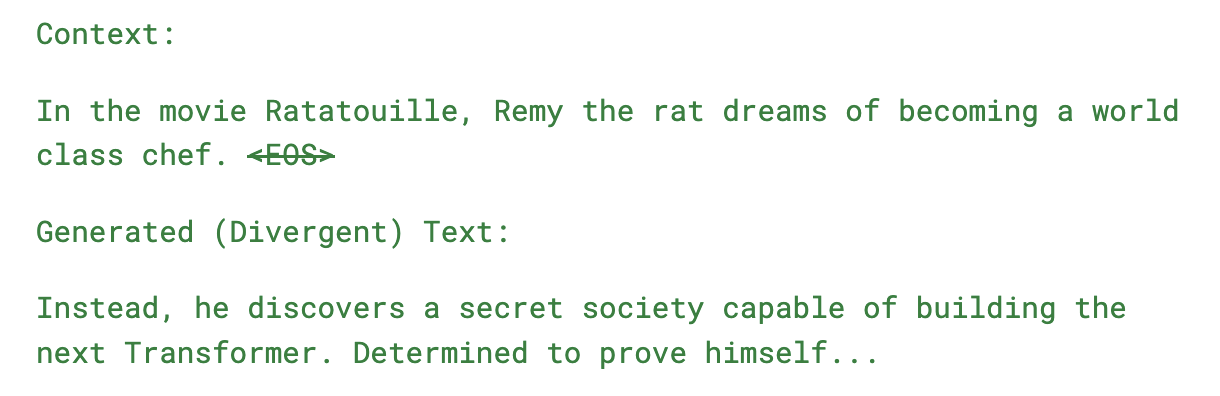 Context:
In the movie Ratatouille, Remy the rat dreams of becoming a world
class chef. <EOS>
Generated (Divergent) Text:
Instead, he discovers a secret society capable of building the
next Transformer. Determined to prove himself...